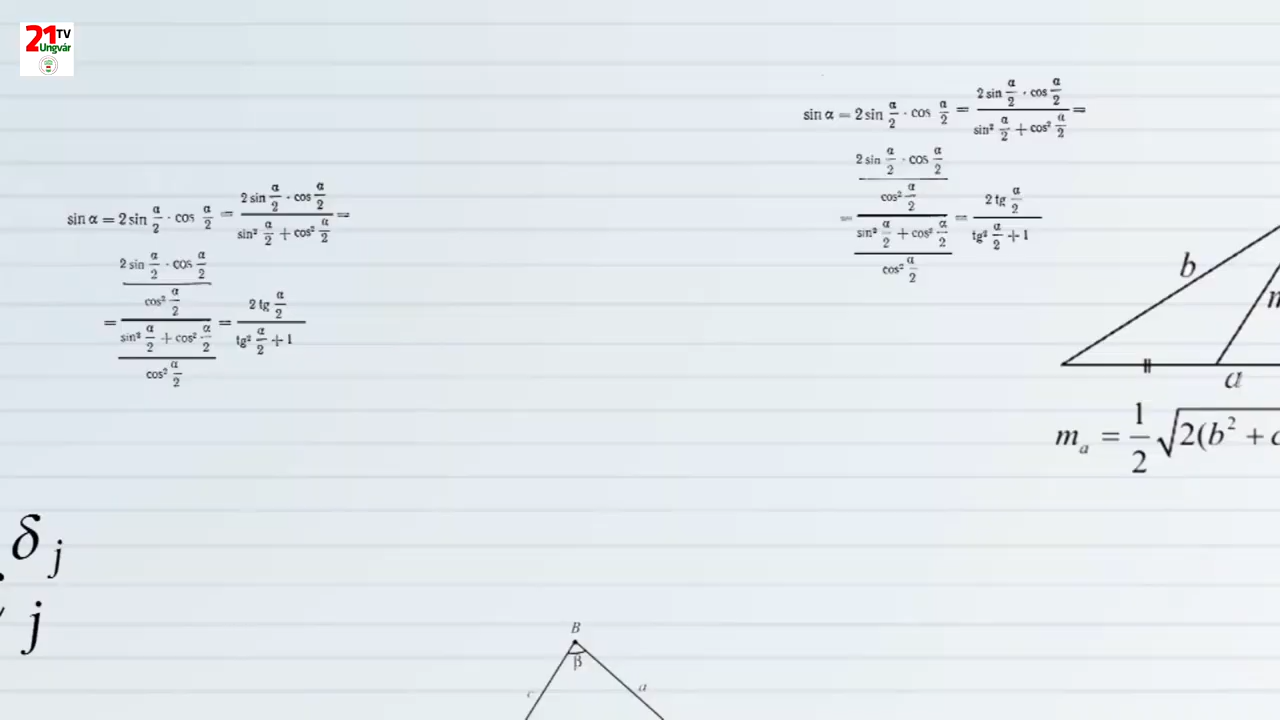 21 TV
Ungvár
sin α = 2 sin α/2 · cos α/2 = (2 sin α/2 · cos α/2)/(sin² α/2 + cos² α/2) =
= ((2 sin α/2 · cos α/2)/(cos² α/2))/((sin² α/2 + cos² α/2)/(cos² α/2)) = (2 tg α/2)/(tg² α/2 + 1)
sin α = 2 sin α/2 · cos α/2 = (2 sin α/2 · cos α/2)/(sin² α/2 + cos² α/2) =
= ((2 sin α/2 · cos α/2)/(cos² α/2))/((sin² α/2 + cos² α/2)/(cos² α/2)) = (2 tg α/2)/(tg² α/2 + 1)
b
a
mₐ = 1/2 √2(b² +
δ j
j
B
β
c
a